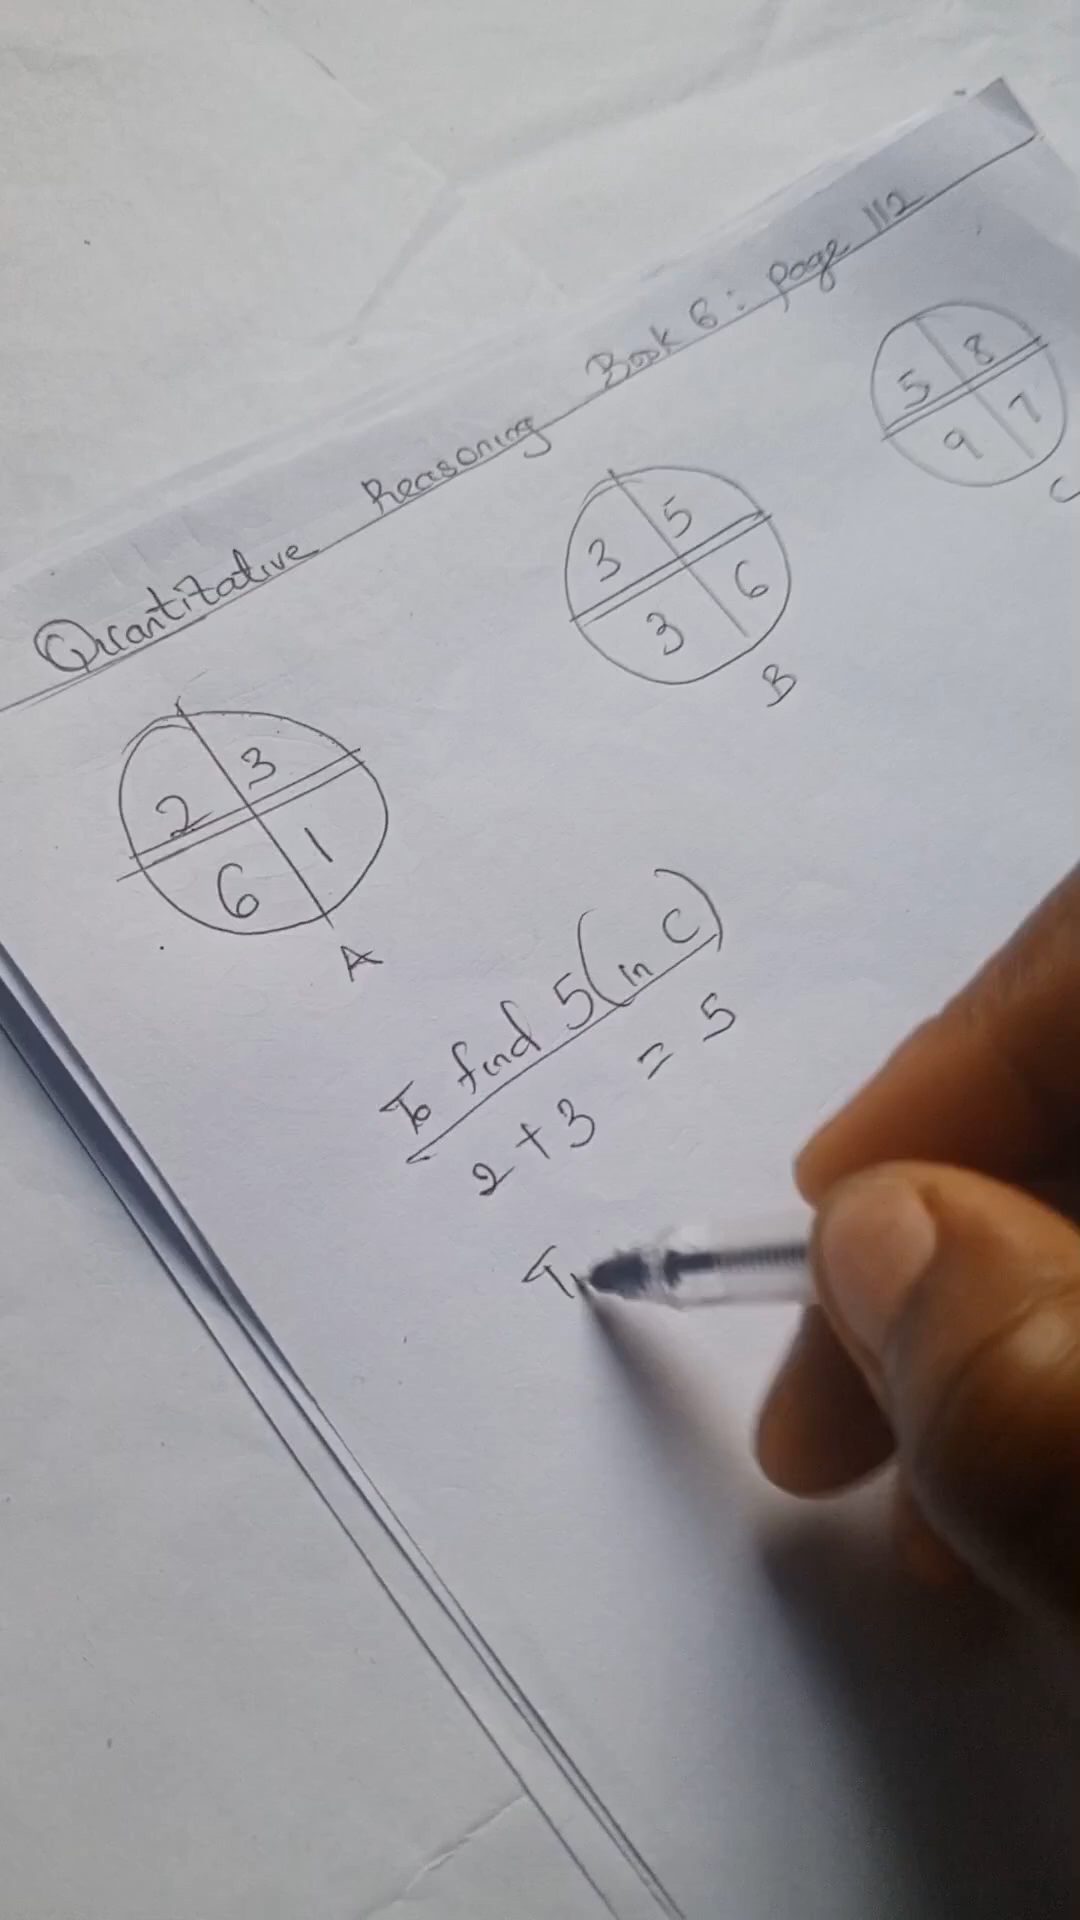 Quantitative Reasoning Book 6: page 112
2 3
6 1
A
3 5
3 6
B
5 8
9 7
C
To find 5 (in C)
2 + 3 = 5
T